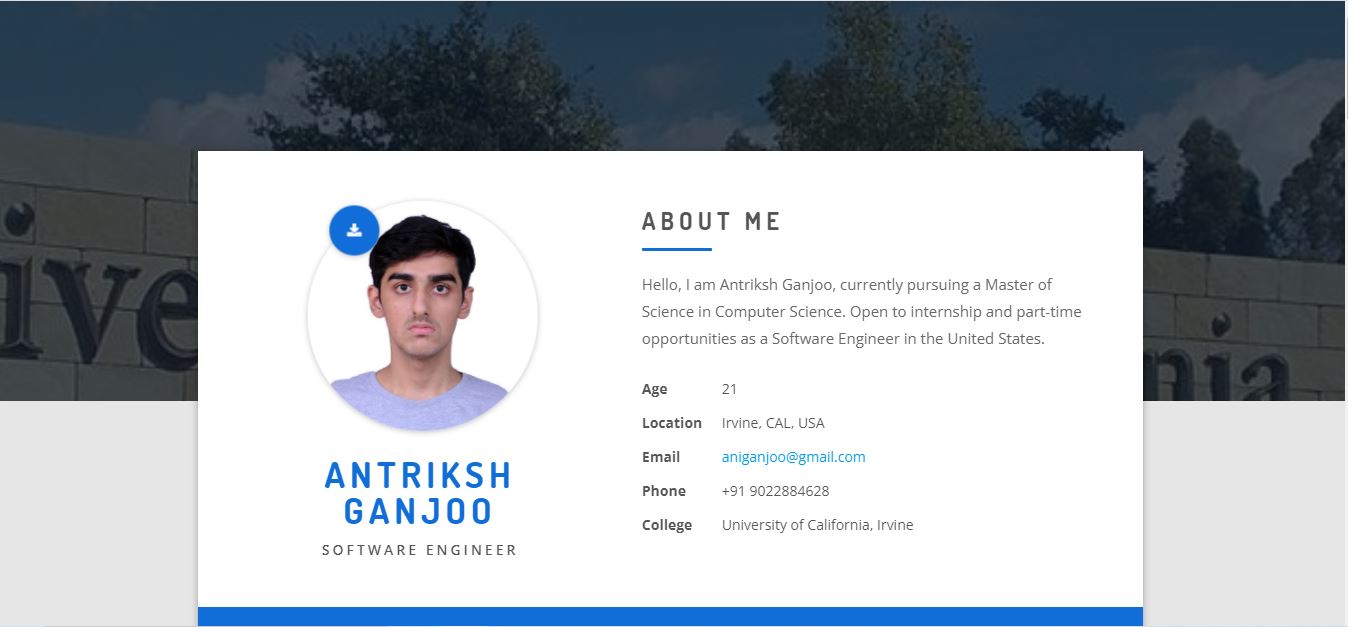 ive
nia
ABOUT ME
Hello, I am Antriksh Ganjoo, currently pursuing a Master of
Science in Computer Science. Open to internship and part-time
opportunities as a Software Engineer in the United States.
Age 21
Location Irvine, CAL, USA
Email aniganjoo@gmail.com
Phone +91 9022884628
College University of California, Irvine
ANTRIKSH
GANJOO
SOFTWARE ENGINEER